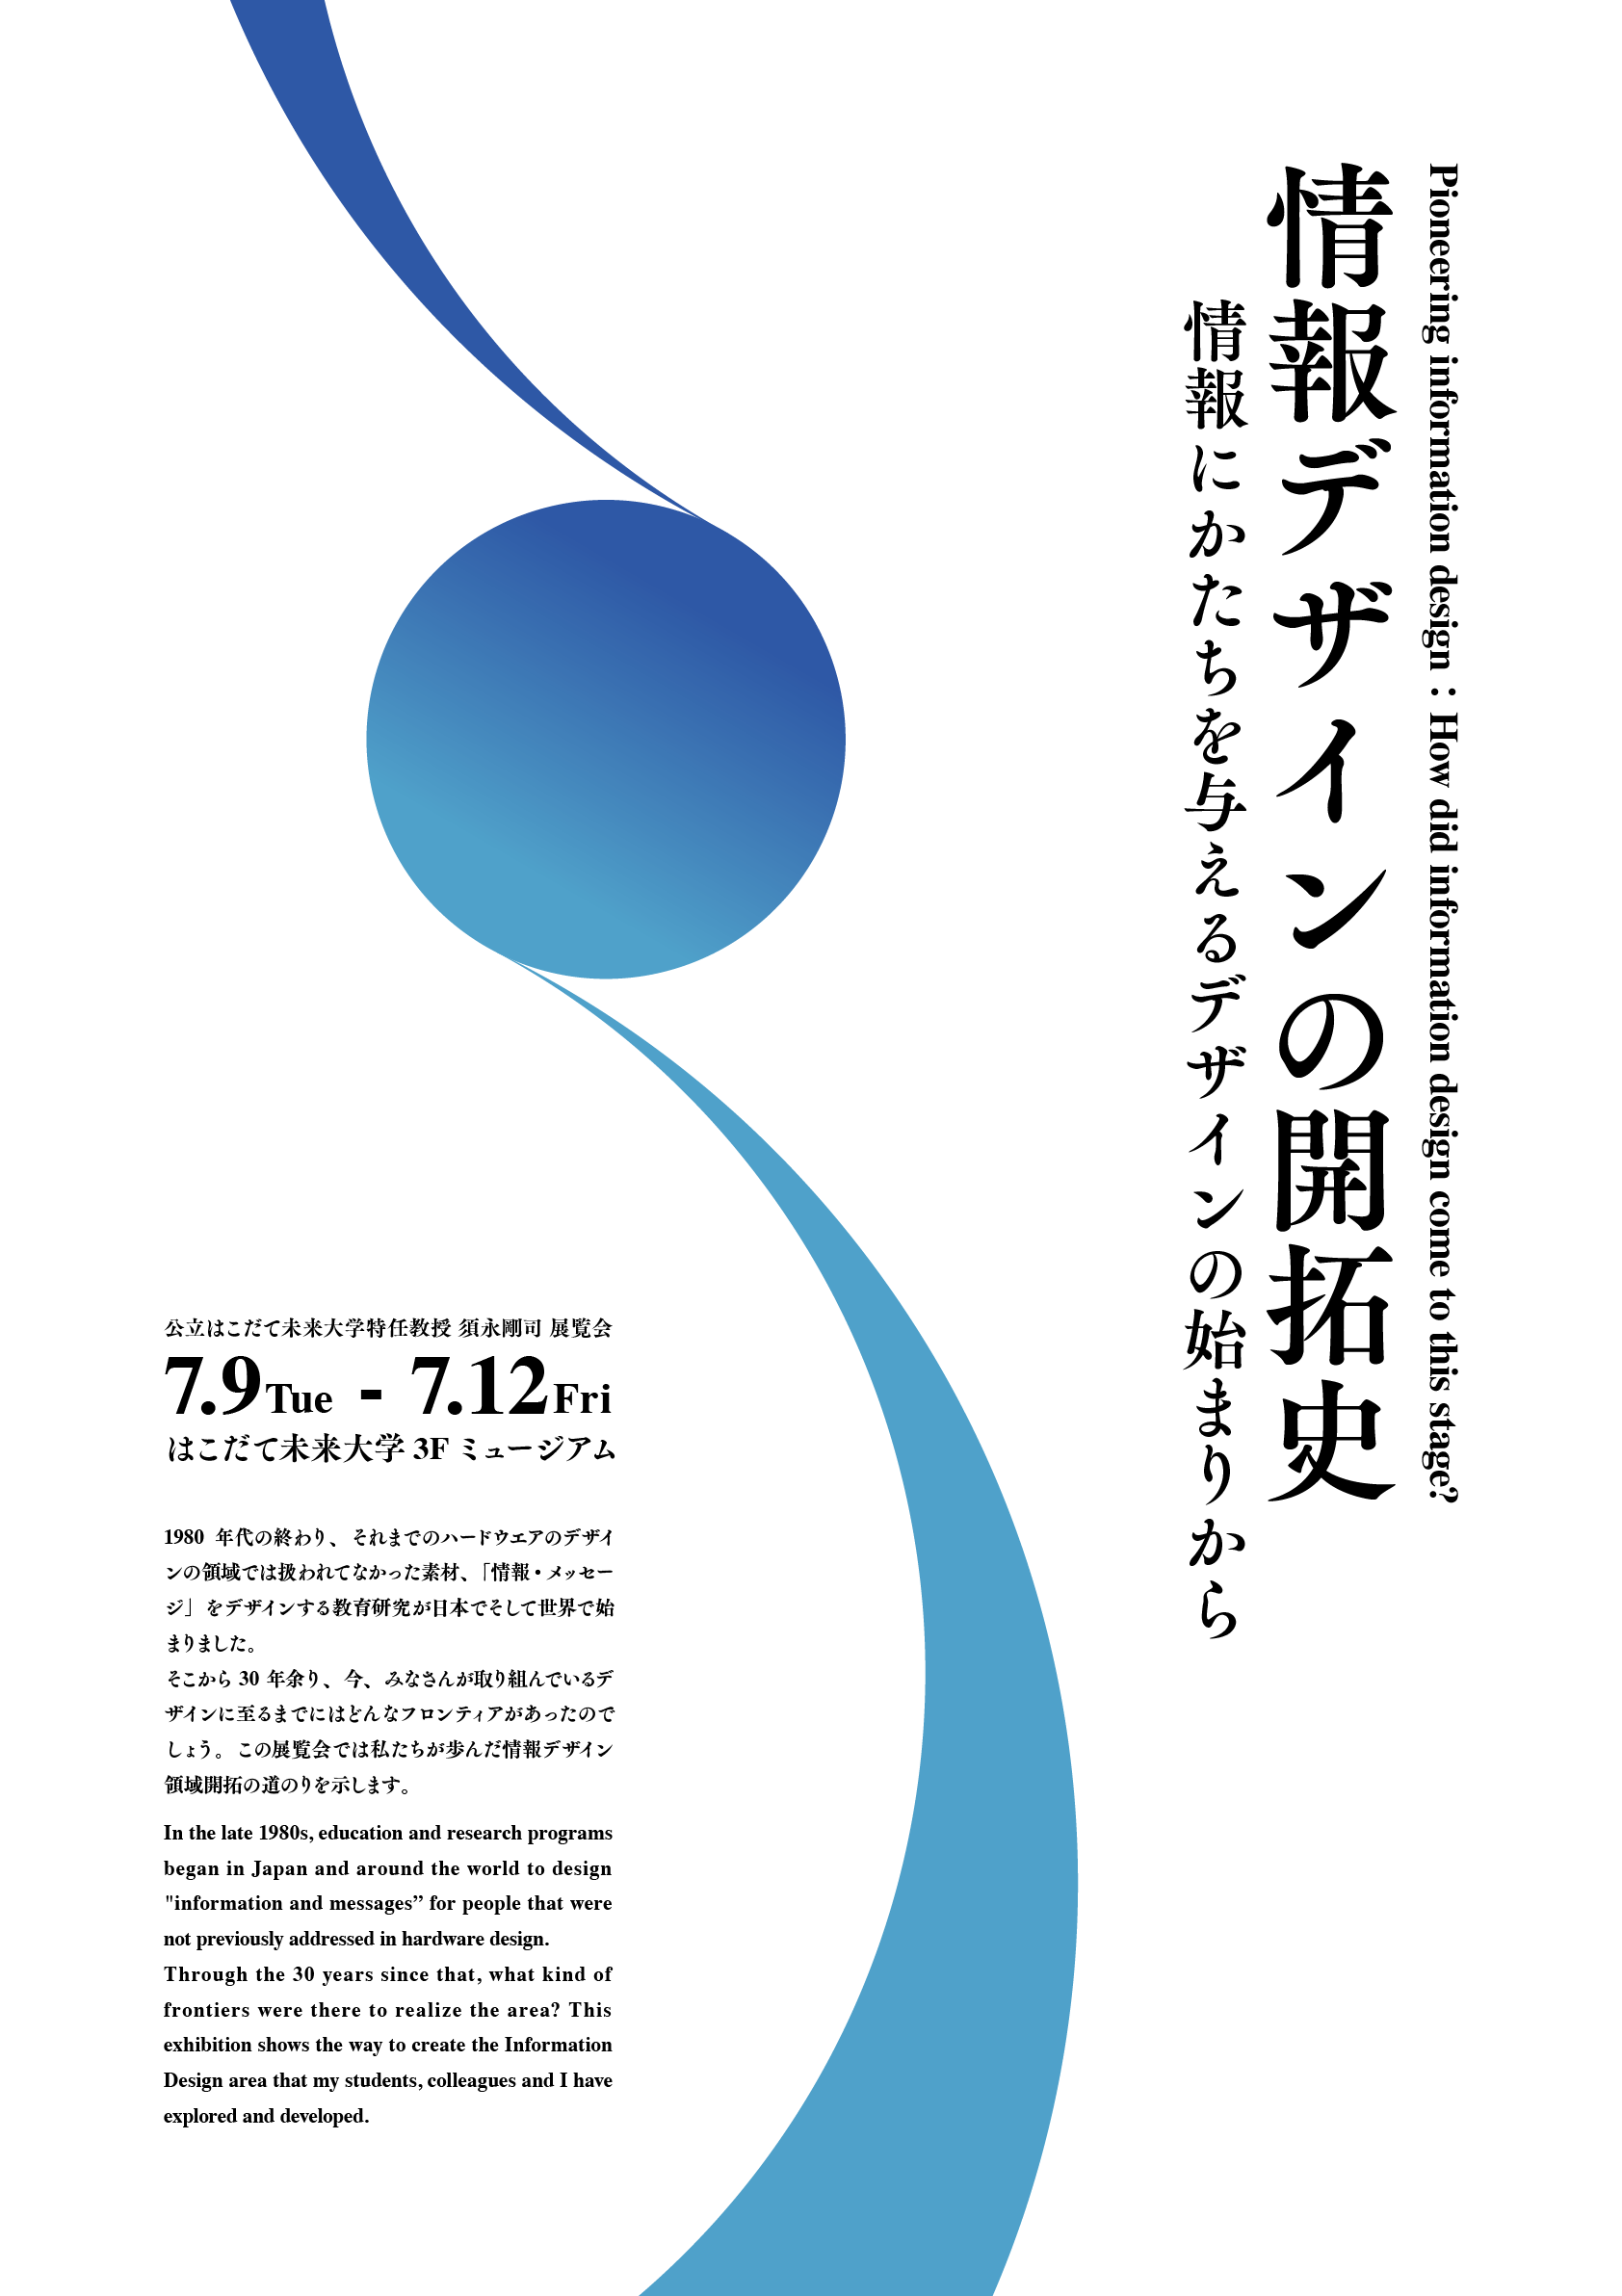 Pioneering information design : How did information design come to this stage?
情報デザインの開拓史
情報にかたちを与えるデザインの始まりから
公立はこだて未来大学特任教授 須永剛司 展覧会
7.9Tue - 7.12Fri
はこだて未来大学 3F ミュージアム
1980 年代の終わり、それまでのハードウエアのデザイ
ンの領域では扱われてなかった素材、「情報・メッセー
ジ」をデザインする教育研究が日本でそして世界で始
まりました。
そこから 30 年余り、今、みなさんが取り組んでいるデ
ザインに至るまでにはどんなフロンティアがあったので
しょう。この展覧会では私たちが歩んだ情報デザイン
領域開拓の道のりを示します。
In the late 1980s, education and research programs
began in Japan and around the world to design
"information and messages” for people that were
not previously addressed in hardware design.
Through the 30 years since that, what kind of
frontiers were there to realize the area? This
exhibition shows the way to create the Information
Design area that my students, colleagues and I have
explored and developed.